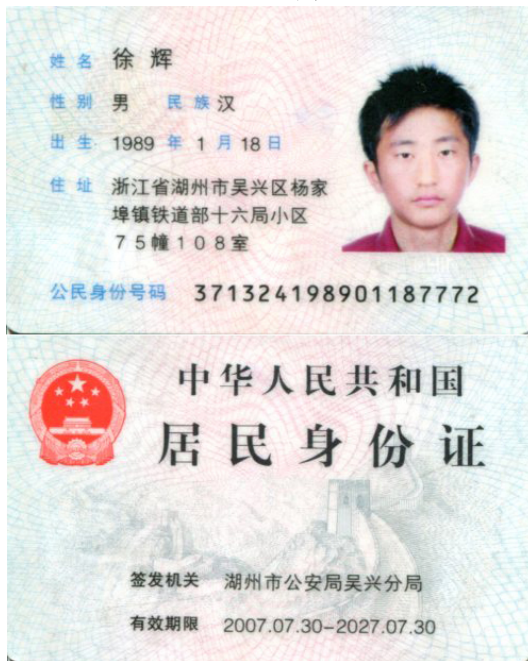 姓名 徐辉
性别 男 民族 汉
出生 1989 年 1 月 18 日
住址 浙江省湖州市吴兴区杨家
埠镇铁道部十六局小区
75幢108室
公民身份号码 371324198901187772
中华人民共和国
居民身份证
签发机关 湖州市公安局吴兴分局
有效期限 2007.07.30-2027.07.30